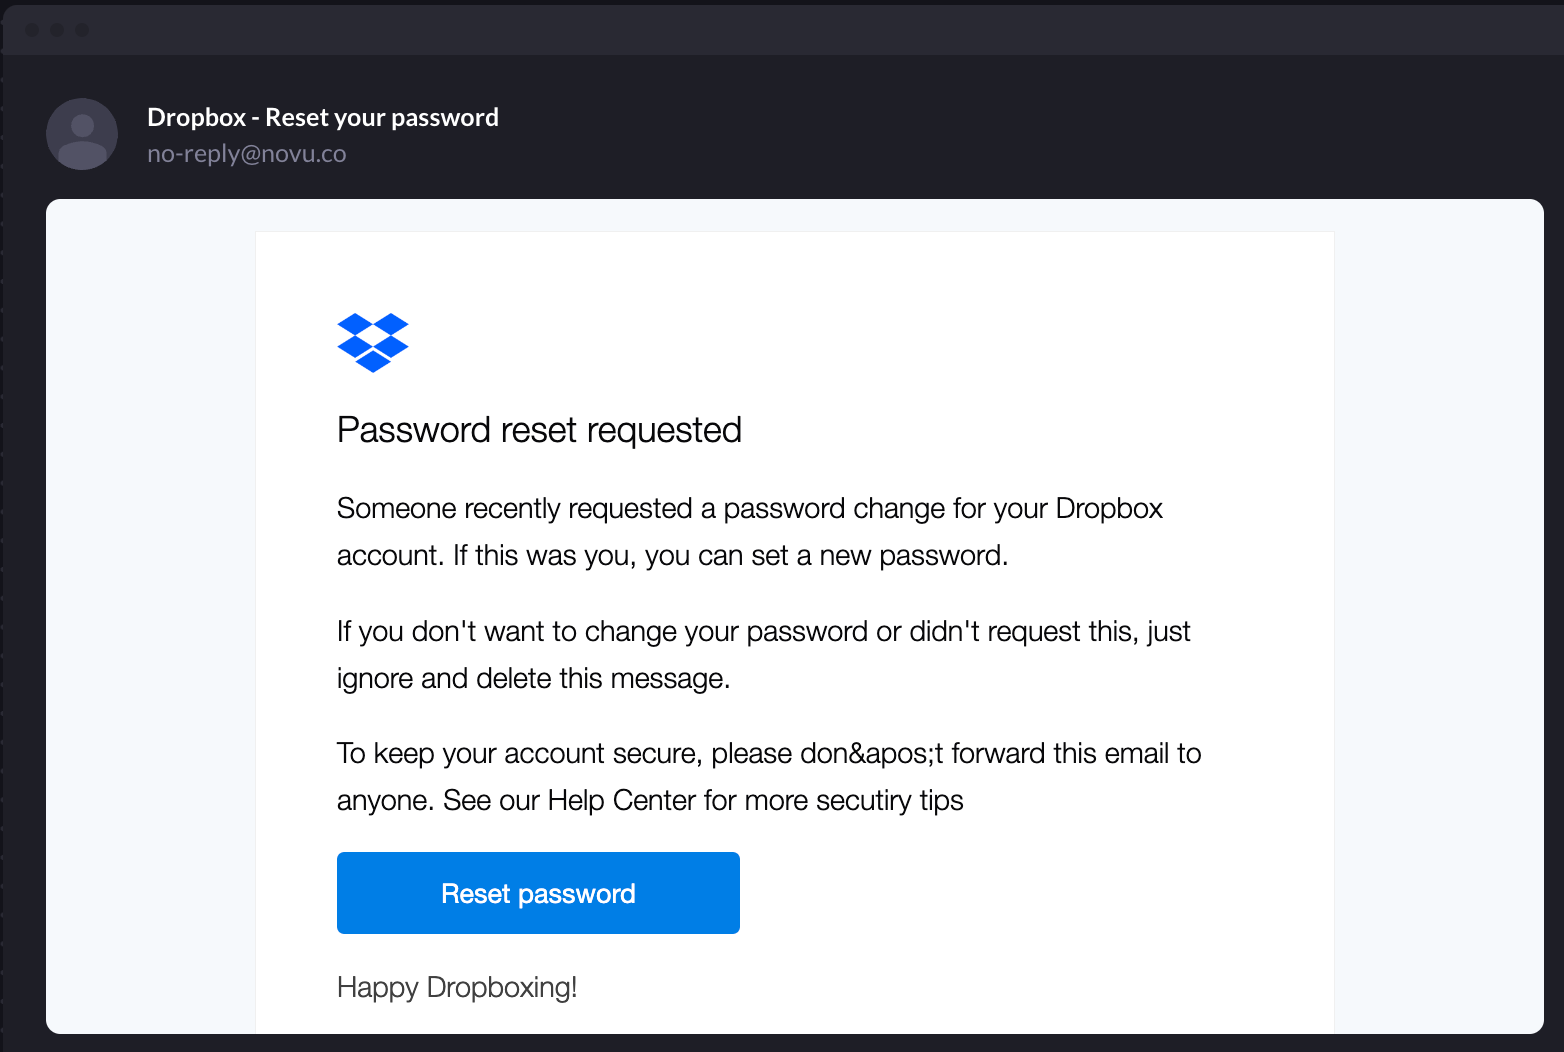 Dropbox - Reset your password
no-reply@novu.co
Password reset requested
Someone recently requested a password change for your Dropbox
account. If this was you, you can set a new password.
If you don't want to change your password or didn't request this, just
ignore and delete this message.
To keep your account secure, please don&apos;t forward this email to
anyone. See our Help Center for more secutiry tips
Reset password
Happy Dropboxing!